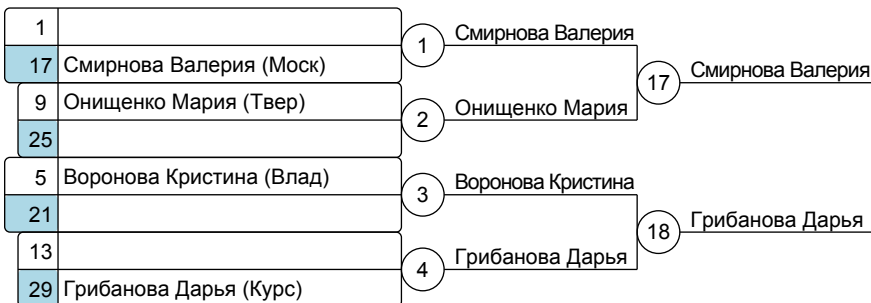 1
17 Смирнова Валерия (Моск)
9 Онищенко Мария (Твер)
25
5 Воронова Кристина (Влад)
21
13
29 Грибанова Дарья (Курс)
1 Смирнова Валерия
2 Онищенко Мария
3 Воронова Кристина
4 Грибанова Дарья
17 Смирнова Валерия
18 Грибанова Дарья